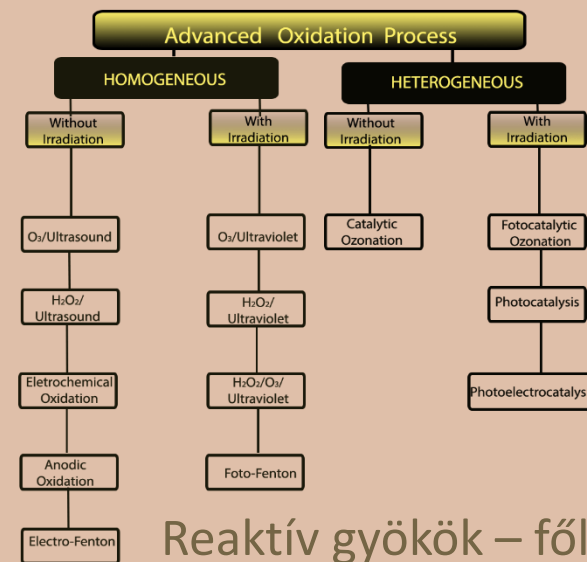 Advanced Oxidation Process
HOMOGENEOUS
HETEROGENEOUS
Without
Irradiation
With
Irradiation
Without
Irradiation
With
Irradiation
O₃/Ultrasound
H₂O₂/
Ultrasound
Eletrochemical
Oxidation
Anodic
Oxidation
Electro-Fenton
O₃/Ultraviolet
H₂O₂/
Ultraviolet
H₂O₂/O₃/
Ultraviolet
Foto-Fenton
Catalytic
Ozonation
Fotocatalytic
Ozonation
Photocatalysis
Photoelectrocatalys
Reaktív gyökök – fől